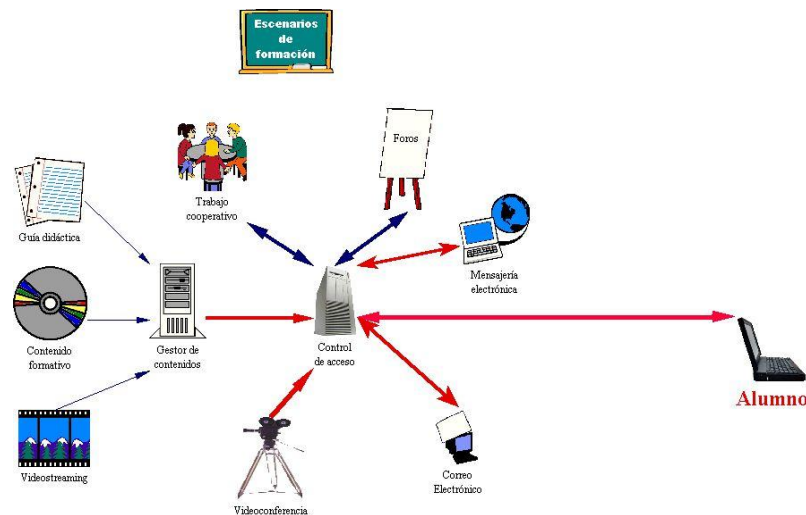 Escenarios
de
formación
Foros
Trabajo
cooperativo
Guía didáctica
Mensajería
electrónica
Contenido
formativo
Gestor de
contenidos
Control
de acceso
Alumno
Videostreaming
Videoconferencia
Correo
Electrónico